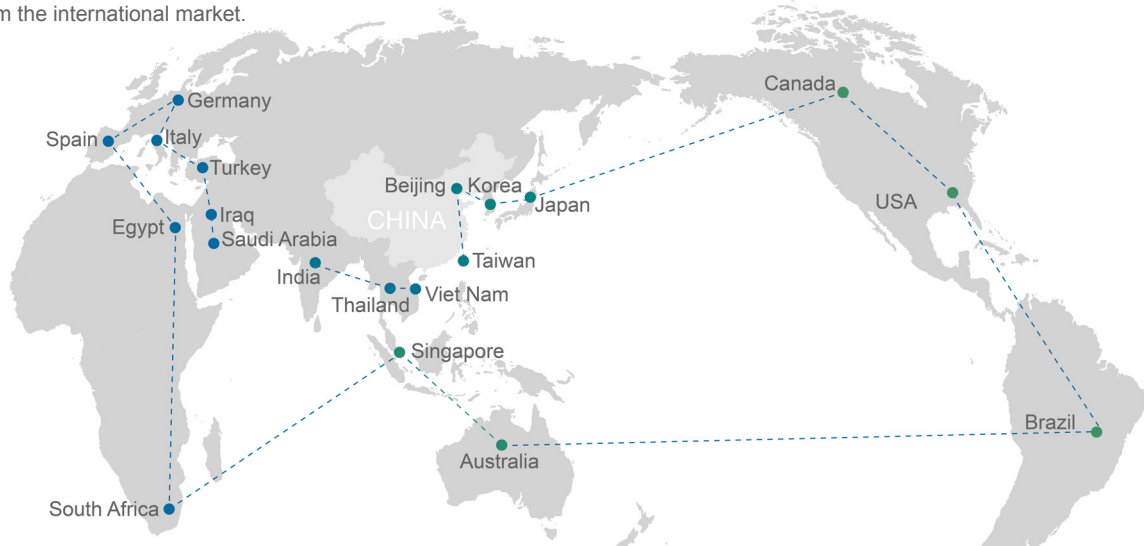 the international market.
Canada
Germany
Spain
Italy
Turkey
Beijing
Korea
Japan
USA
CHINA
Iraq
Egypt
Saudi Arabia
Taiwan
India
Thailand
Viet Nam
Singapore
Brazil
Australia
South Africa